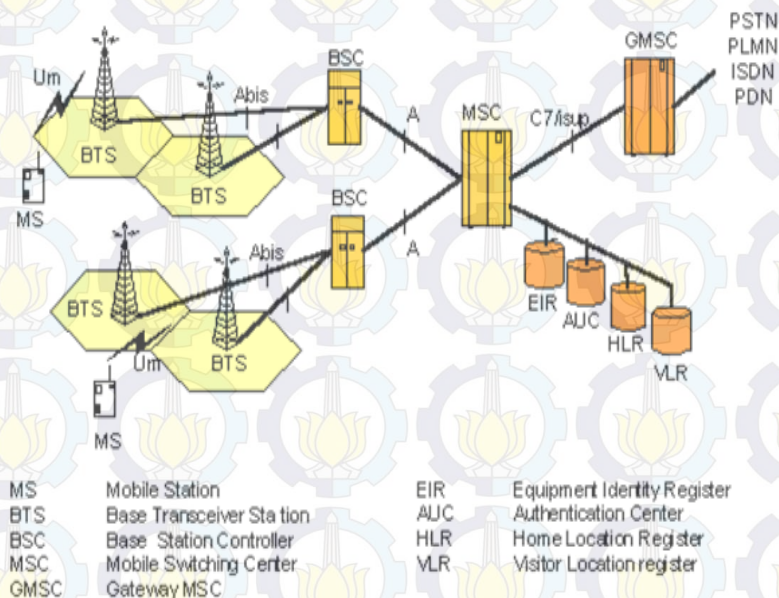 PSTN
PLMN
ISDN
PDN
GMSC
BSC
Um
Abis
A
MSC
C7/isup
BTS
BTS
MS
BSC
Abis
A
EIR
AUC
HLR
VLR
BTS
Um
BTS
MS
MS Mobile Station
BTS Base Transceiver Station
BSC Base Station Controller
MSC Mobile Switching Center
GMSC Gateway MSC
EIR Equipment Identity Register
AUC Authentication Center
HLR Home Location Register
VLR Visitor Location register